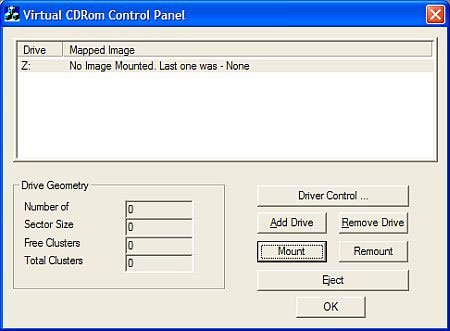 Virtual CDRom Control Panel
Drive Mapped Image
Z: No Image Mounted. Last one was - None
Drive Geometry
Number of 0
Sector Size 0
Free Clusters 0
Total Clusters 0
Driver Control ...
Add Drive Remove Drive
Mount Remount
Eject
OK